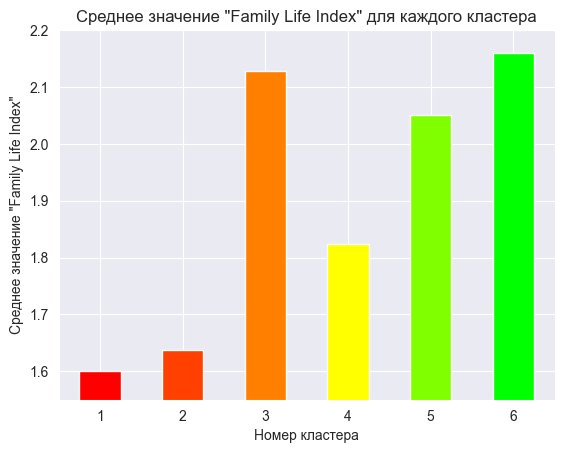 Среднее значение "Family Life Index" для каждого кластера
Среднее значение "Family Life Index"
2.2
2.1
2.0
1.9
1.8
1.7
1.6
1 2 3 4 5 6
Номер кластера